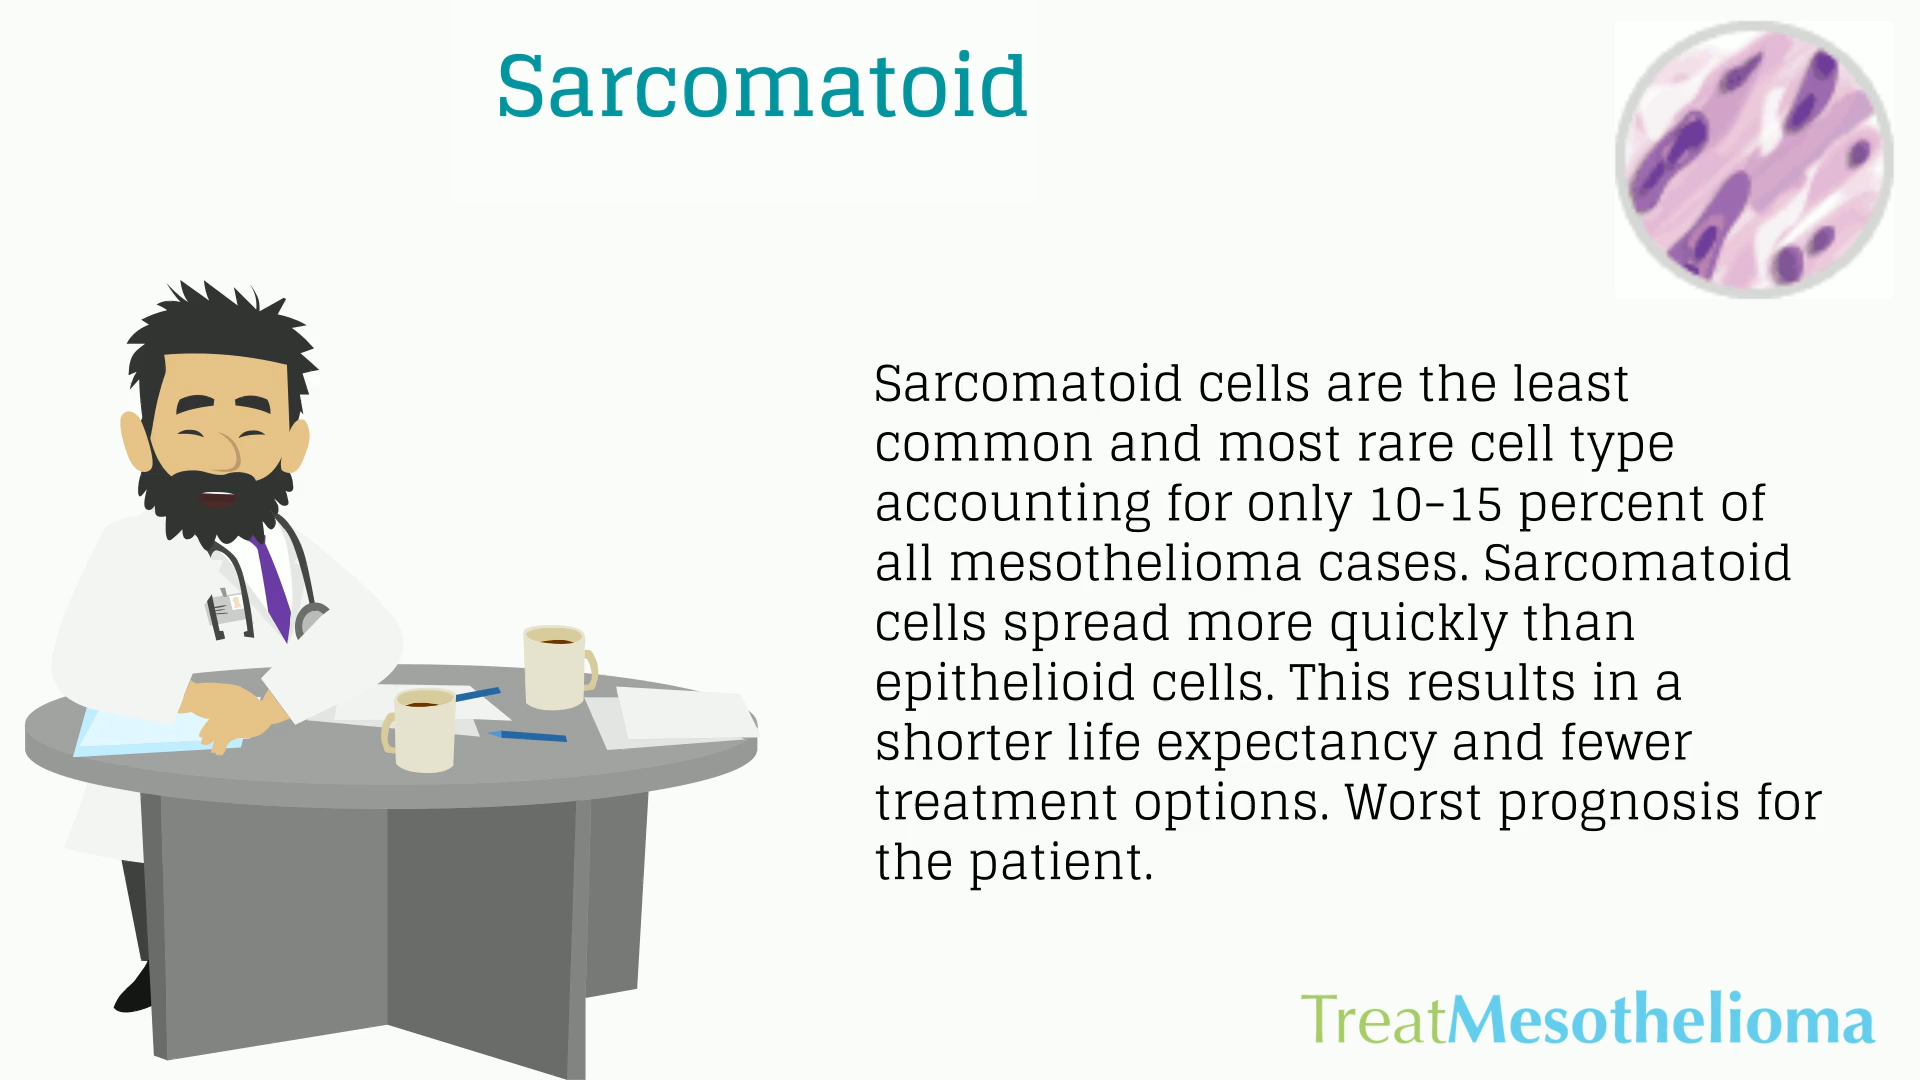 Sarcomatoid
Sarcomatoid cells are the least
common and most rare cell type
accounting for only 10-15 percent of
all mesothelioma cases. Sarcomatoid
cells spread more quickly than
epithelioid cells. This results in a
shorter life expectancy and fewer
treatment options. Worst prognosis for
the patient.
TreatMesothelioma